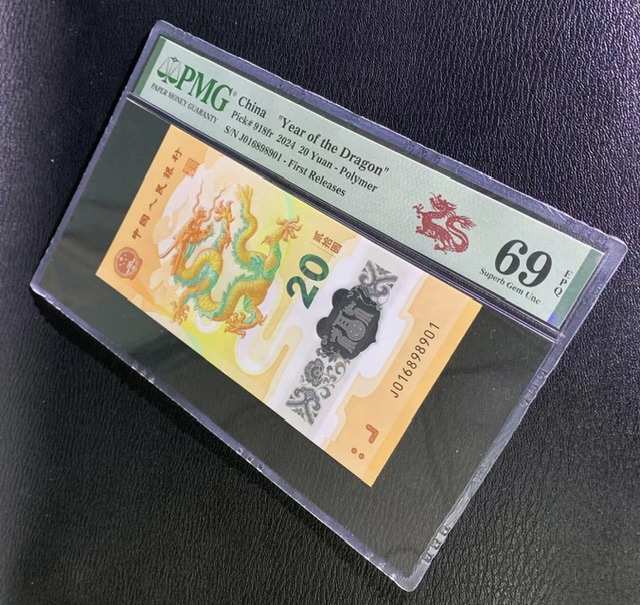 PMG
PAPER MONEY GUARANTY
China "Year of the Dragon"
Pick# 918fr 2024 20 Yuan - Polymer
S/N J016898901 - First Releases
69 EPQ
Superb Gem Unc
中国人民银行
20
贰拾圆
J016898901